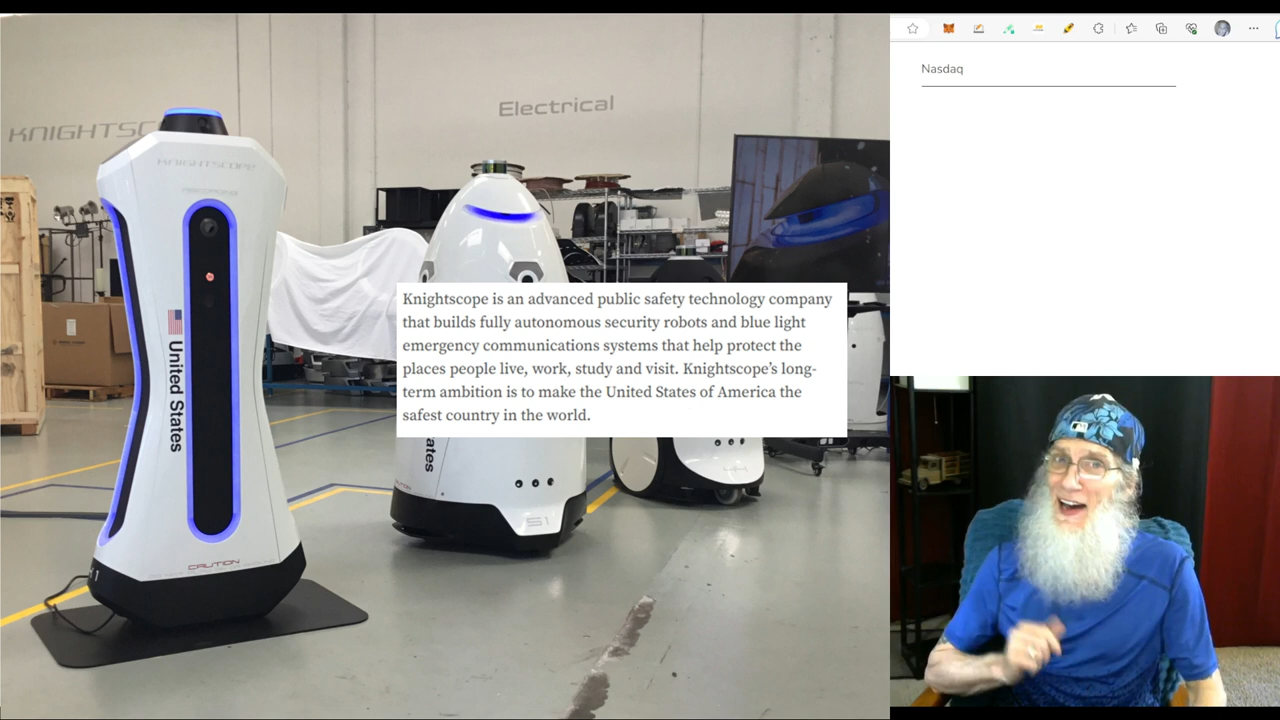 KNIGHTSC
Electrical
KNIGHTSCOPE
United States
CAUTION
Knightscope is an advanced public safety technology company
that builds fully autonomous security robots and blue light
emergency communications systems that help protect the
places people live, work, study and visit. Knightscope's long-
term ambition is to make the United States of America the
safest country in the world.
ates
S1
Nasdaq